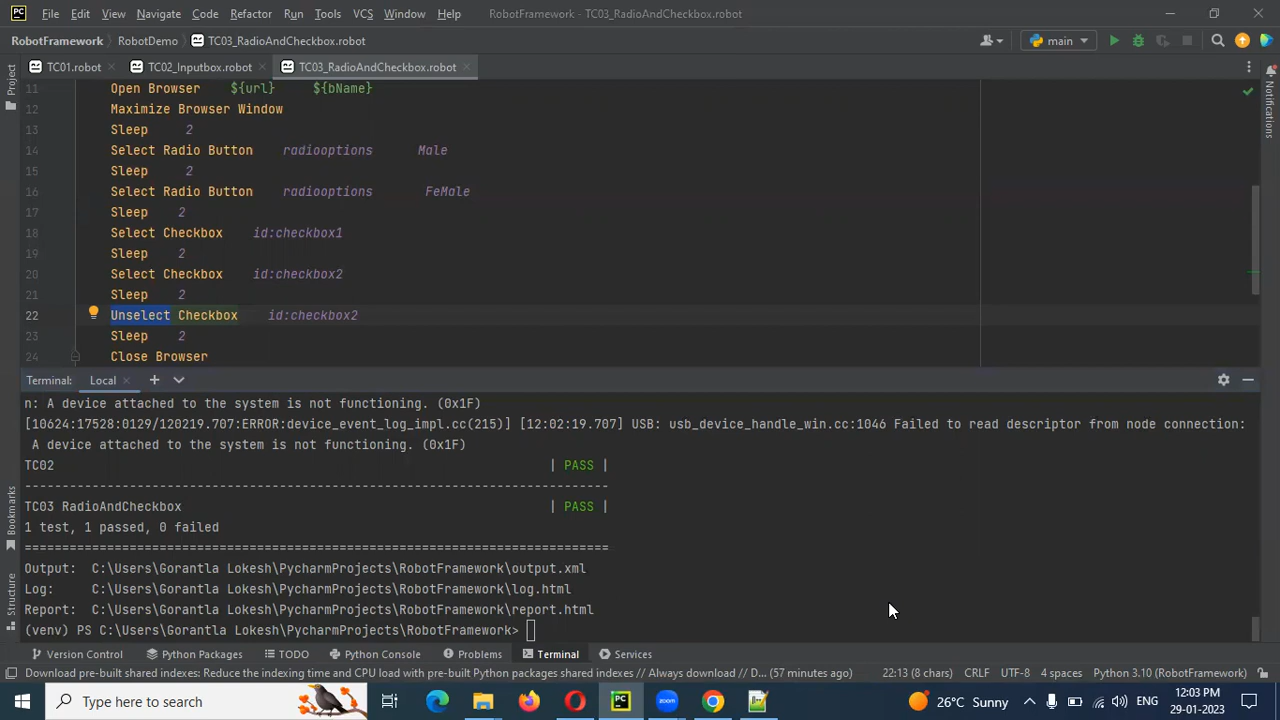 PC File Edit View Navigate Code Refactor Run Tools VCS Window Help RobotFramework - TC03_RadioAndCheckbox.robot
RobotFramework RobotDemo TC03_RadioAndCheckbox.robot main
TC01.robot TC02_Inputbox.robot TC03_RadioAndCheckbox.robot
Project
Notifications
11 Open Browser ${url} ${bName}
12 Maximize Browser Window
13 Sleep 2
14 Select Radio Button radiooptions Male
15 Sleep 2
16 Select Radio Button radiooptions FeMale
17 Sleep 2
18 Select Checkbox id:checkbox1
19 Sleep 2
20 Select Checkbox id:checkbox2
21 Sleep 2
22 Unselect Checkbox id:checkbox2
23 Sleep 2
24 Close Browser
Terminal: Local
n: A device attached to the system is not functioning. (0x1F)
[10624:17528:0129/120219.707:ERROR:device_event_log_impl.cc(215)] [12:02:19.707] USB: usb_device_handle_win.cc:1046 Failed to read descriptor from node connection:
A device attached to the system is not functioning. (0x1F)
TC02 | PASS |
------------------------------------------------------------------------------
TC03 RadioAndCheckbox | PASS |
1 test, 1 passed, 0 failed
==============================================================================
Output: C:\Users\Gorantla Lokesh\PycharmProjects\RobotFramework\output.xml
Log: C:\Users\Gorantla Lokesh\PycharmProjects\RobotFramework\log.html
Report: C:\Users\Gorantla Lokesh\PycharmProjects\RobotFramework\report.html
(venv) PS C:\Users\Gorantla Lokesh\PycharmProjects\RobotFramework>
Bookmarks
Structure
Version Control Python Packages TODO Python Console Problems Terminal Services
Download pre-built shared indexes: Reduce the indexing time and CPU load with pre-built Python packages shared indexes // Always download // D... (57 minutes ago) 22:13 (8 chars) CRLF UTF-8 4 spaces Python 3.10 (RobotFramework)
Type here to search PC zoom 26°C Sunny ENG 12:03 PM
29-01-2023